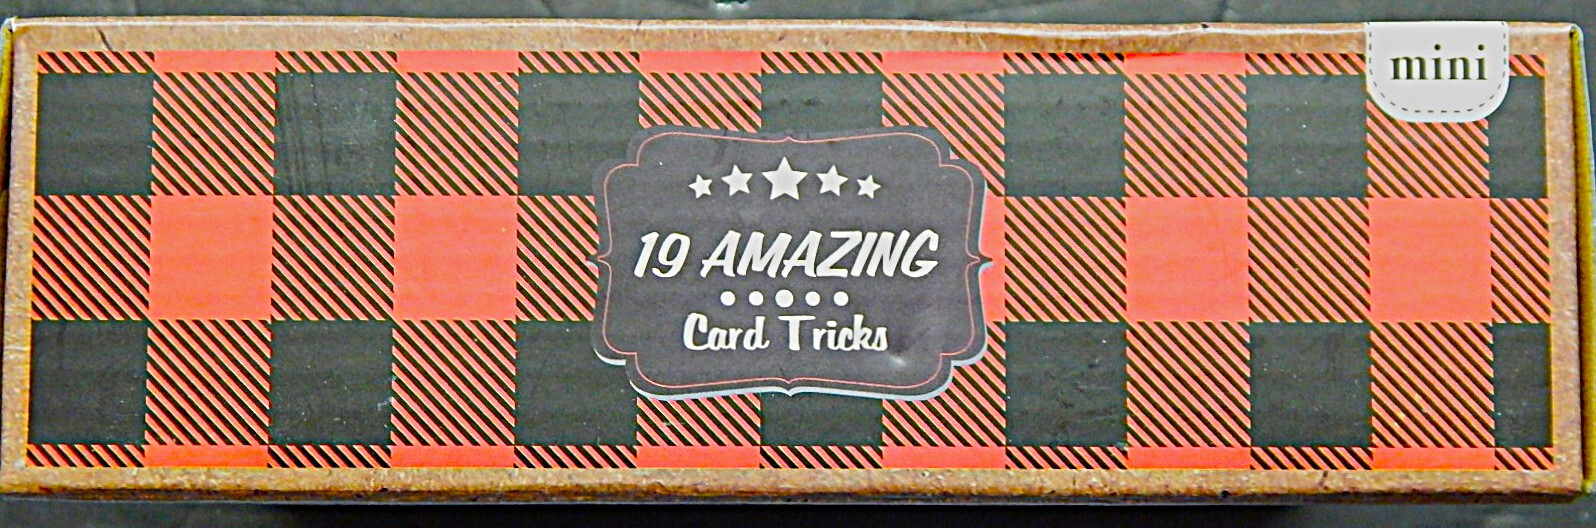 mini
19 AMAZING
Card Tricks